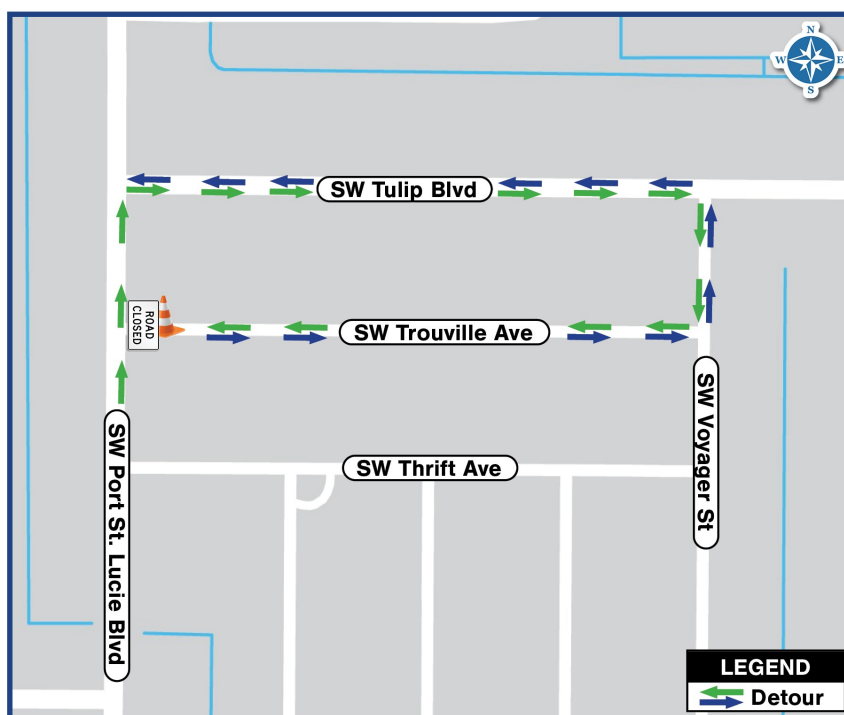 N
W E
S
SW Tulip Blvd
ROAD
CLOSED
SW Trouville Ave
SW Thrift Ave
SW Port St. Lucie Blvd
SW Voyager St
LEGEND
Detour